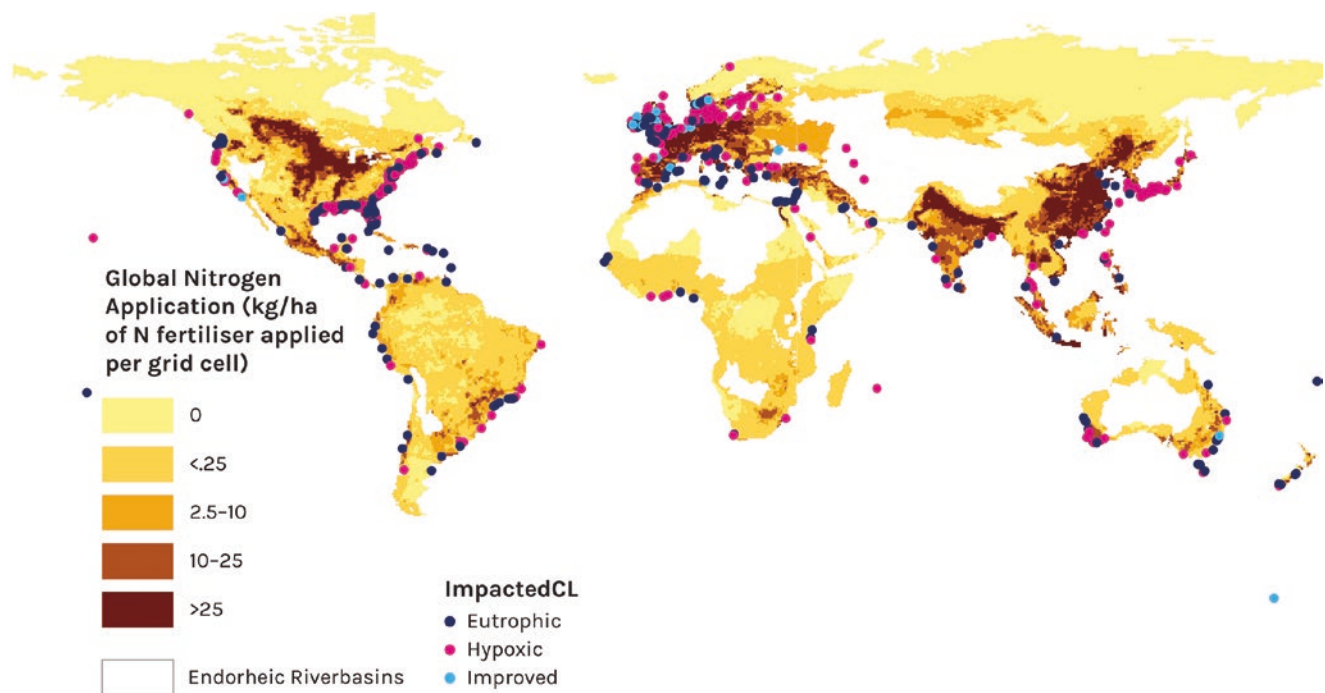 Global Nitrogen
Application (kg/ha
of N fertiliser applied
per grid cell)
0
<.25
2.5–10
10–25
>25
Endorheic Riverbasins
ImpactedCL
Eutrophic
Hypoxic
Improved